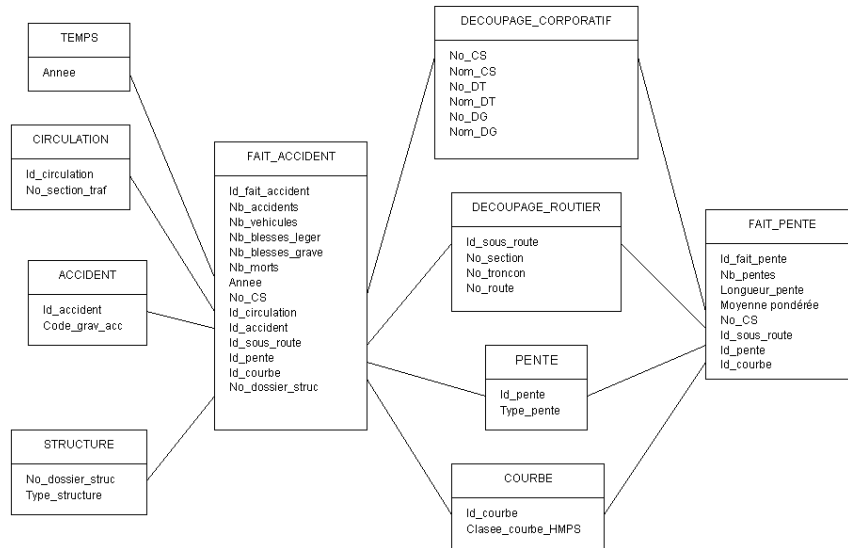 TEMPS
Annee
CIRCULATION
Id_circulation
No_section_traf
ACCIDENT
Id_accident
Code_grav_acc
STRUCTURE
No_dossier_struc
Type_structure
FAIT_ACCIDENT
Id_fait_accident
Nb_accidents
Nb_vehicules
Nb_blesses_leger
Nb_blesses_grave
Nb_morts
Annee
No_CS
Id_circulation
Id_accident
Id_sous_route
Id_pente
Id_courbe
No_dossier_struc
DECOUPAGE_CORPORATIF
No_CS
Nom_CS
No_DT
Nom_DT
No_DG
Nom_DG
DECOUPAGE_ROUTIER
Id_sous_route
No_section
No_troncon
No_route
PENTE
Id_pente
Type_pente
COURBE
Id_courbe
Clasee_courbe_HMPS
FAIT_PENTE
Id_fait_pente
Nb_pentes
Longueur_pente
Moyenne pondérée
No_CS
Id_sous_route
Id_pente
Id_courbe